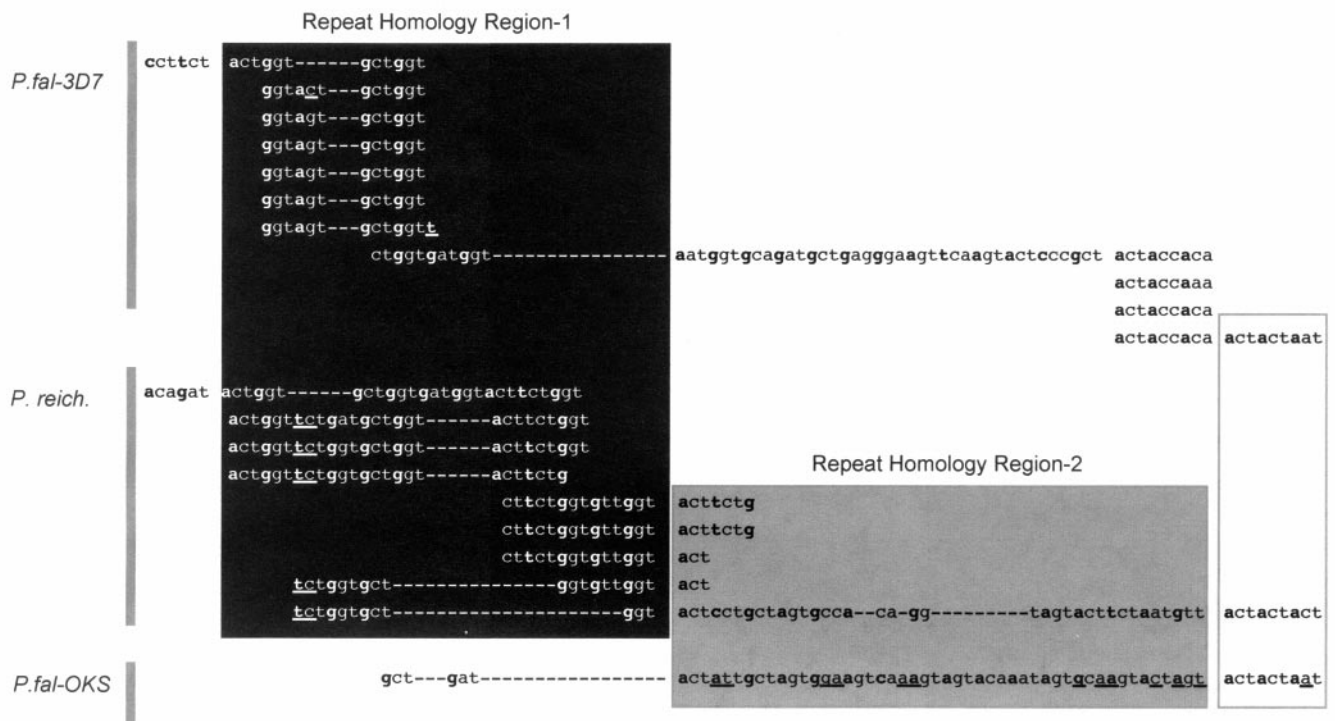 Repeat Homology Region-1
P.fal-3D7
ccttct actggt------gctggt
ggtact---gctggt
ggtagt---gctggt
ggtagt---gctggt
ggtagt---gctggt
ggtagt---gctggt
ggtagt---gctggtt
ctggtgatggt---------------- aatggtgcagatgctgagggaagttcaagtactcccgct actaccaca
actaccaaa
actaccaca
actaccaca actactaat
P. reich.
acagat actggt------gctggtgatggtacttctggt
actggttctgatgctggt------acttctggt
actggttctggtgctggt------acttctggt
actggttctggtgctggt------acttctg
Repeat Homology Region-2
cttctggtgttggt acttctg
cttctggtgttggt acttctg
cttctggtgttggt act
tctggtgct---------------ggtgttggt act
tctggtgct---------------------ggt actcctgctagtgcca--ca-gg---------tagtacttctaatgtt actactact
P.fal-OKS
gct---gat----------------- actattgctagtggaagtcaaagtagtacaaatagtgcaagtactagt actactaat